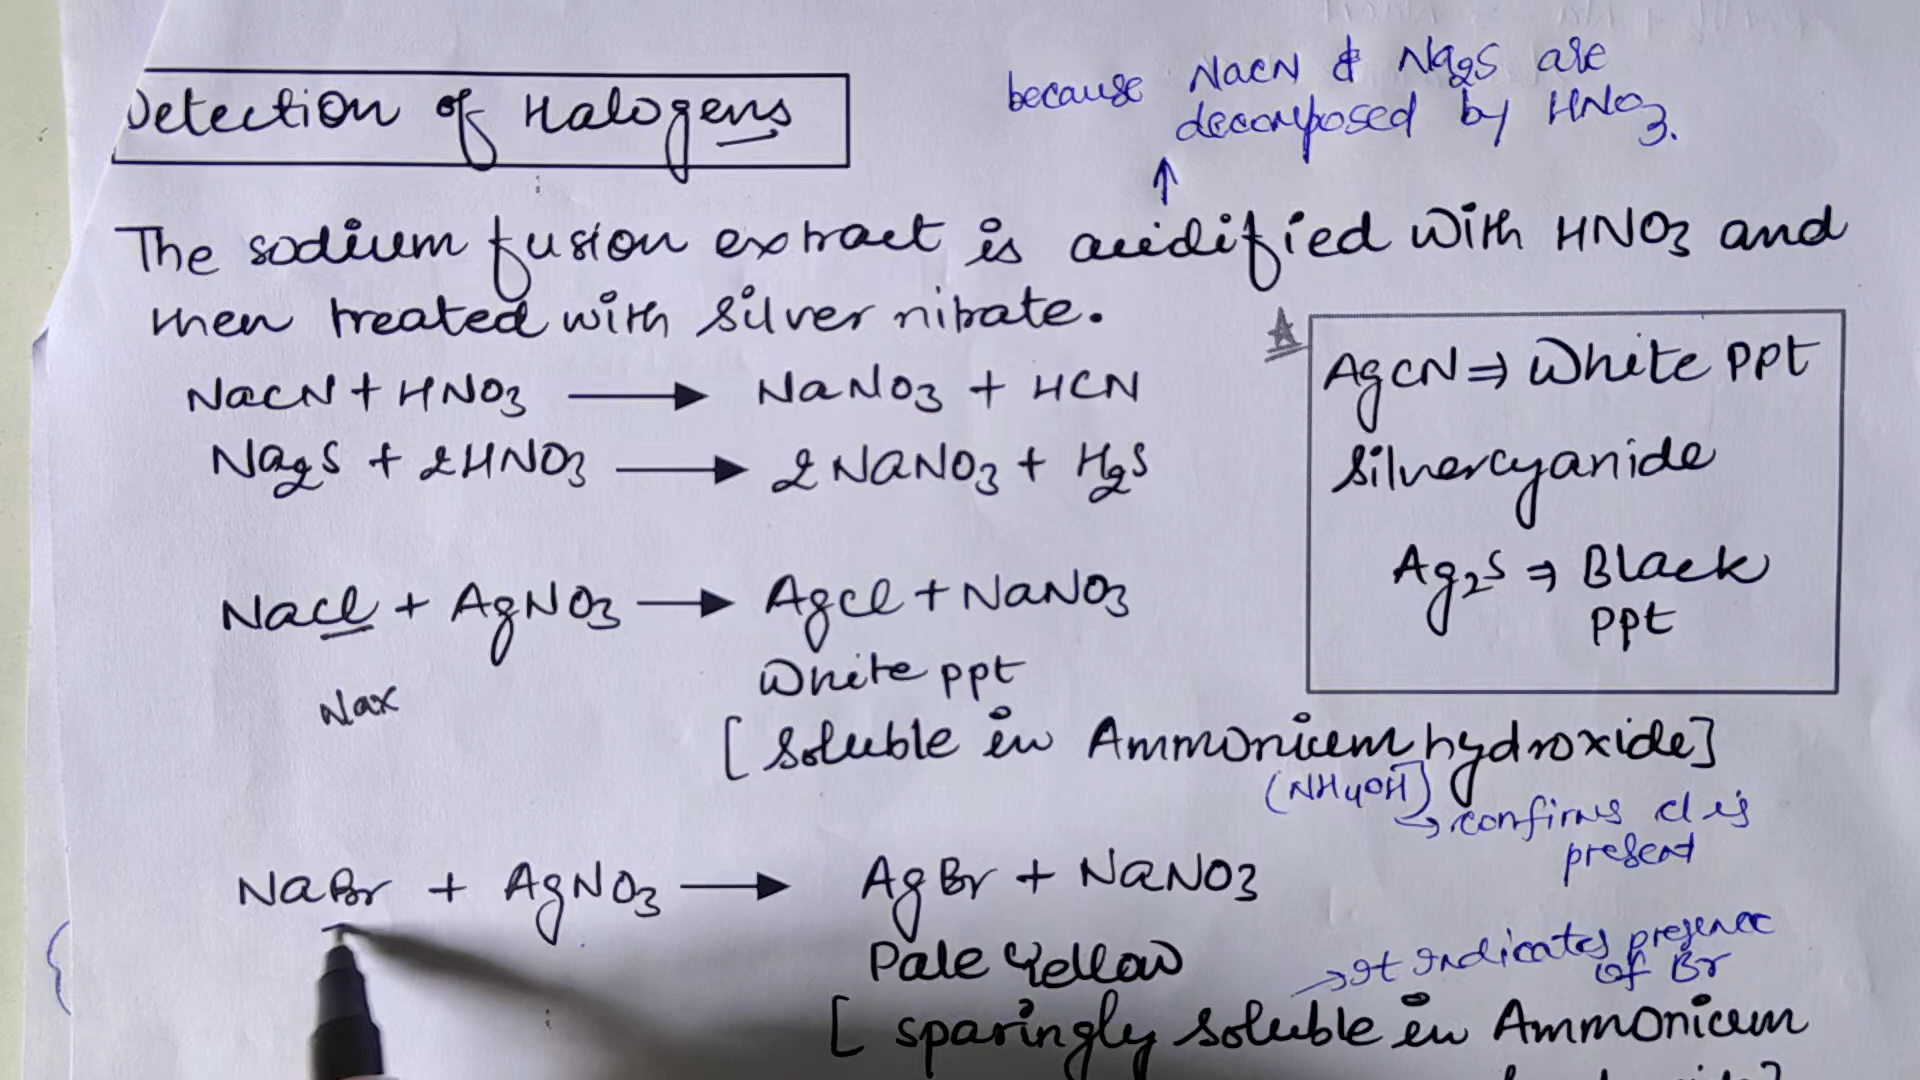 Detection of Halogens
because NaCN & Na2S are
decomposed by HNO3.
↑
The sodium fusion extract is acidified with HNO3 and
then treated with silver nitrate.
NaCN + HNO3 → NaNO3 + HCN
Na2S + 2HNO3 → 2NaNO3 + H2S
AgCN ⇒ White ppt
Silvercyanide
Ag2S ⇒ Black
ppt
NaCl + AgNO3 → AgCl + NaNO3
White ppt
NaX
[Soluble in Ammonium hydroxide]
(NH4OH)
→ confirms Cl is
present
NaBr + AgNO3 → AgBr + NaNO3
Pale Yellow
→ It indicates presence
of Br
[Sparingly soluble in Ammonium